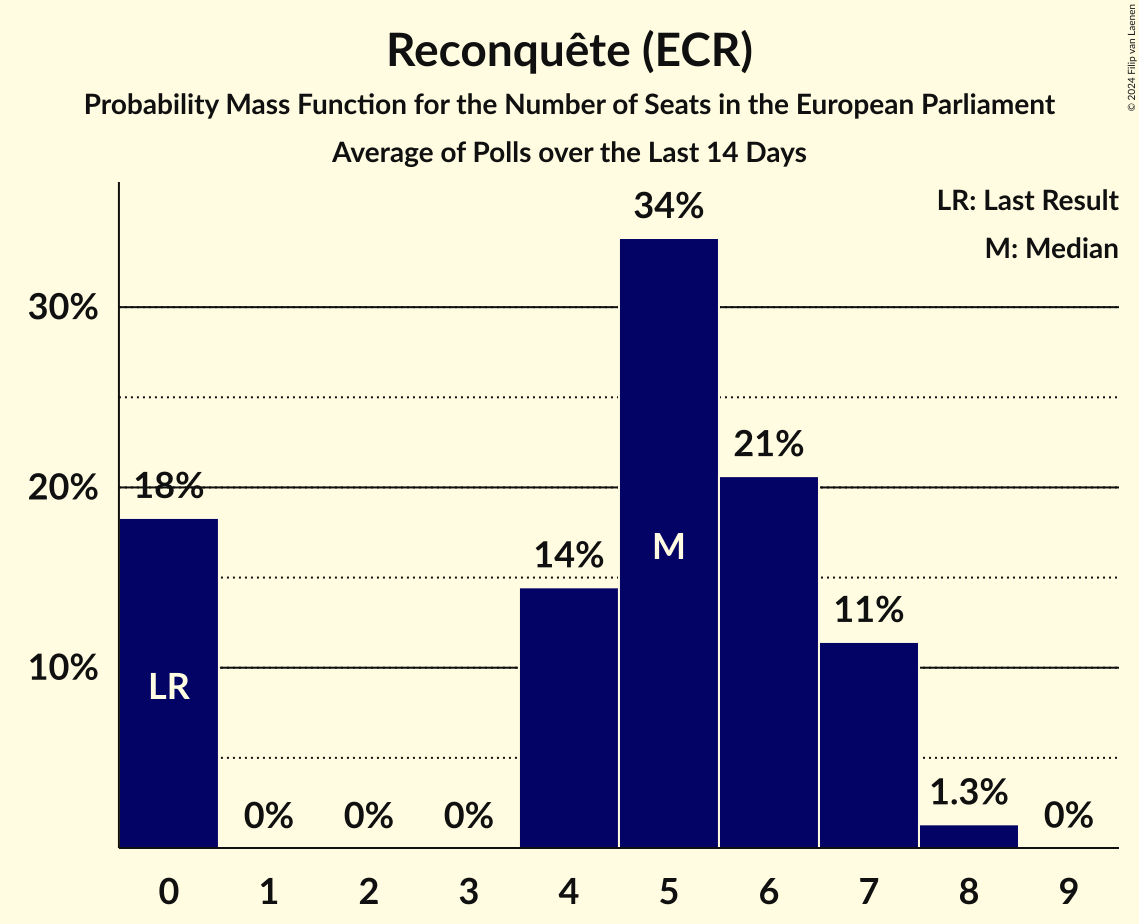 Reconquête (ECR)
Probability Mass Function for the Number of Seats in the European Parliament
Average of Polls over the Last 14 Days
© 2024 Filip van Laenen
LR: Last Result
M: Median
34%
30%
21%
20%
18%
14%
M
11%
10%
LR
1.3%
0%
0%
0%
0%
0 1 2 3 4 5 6 7 8 9